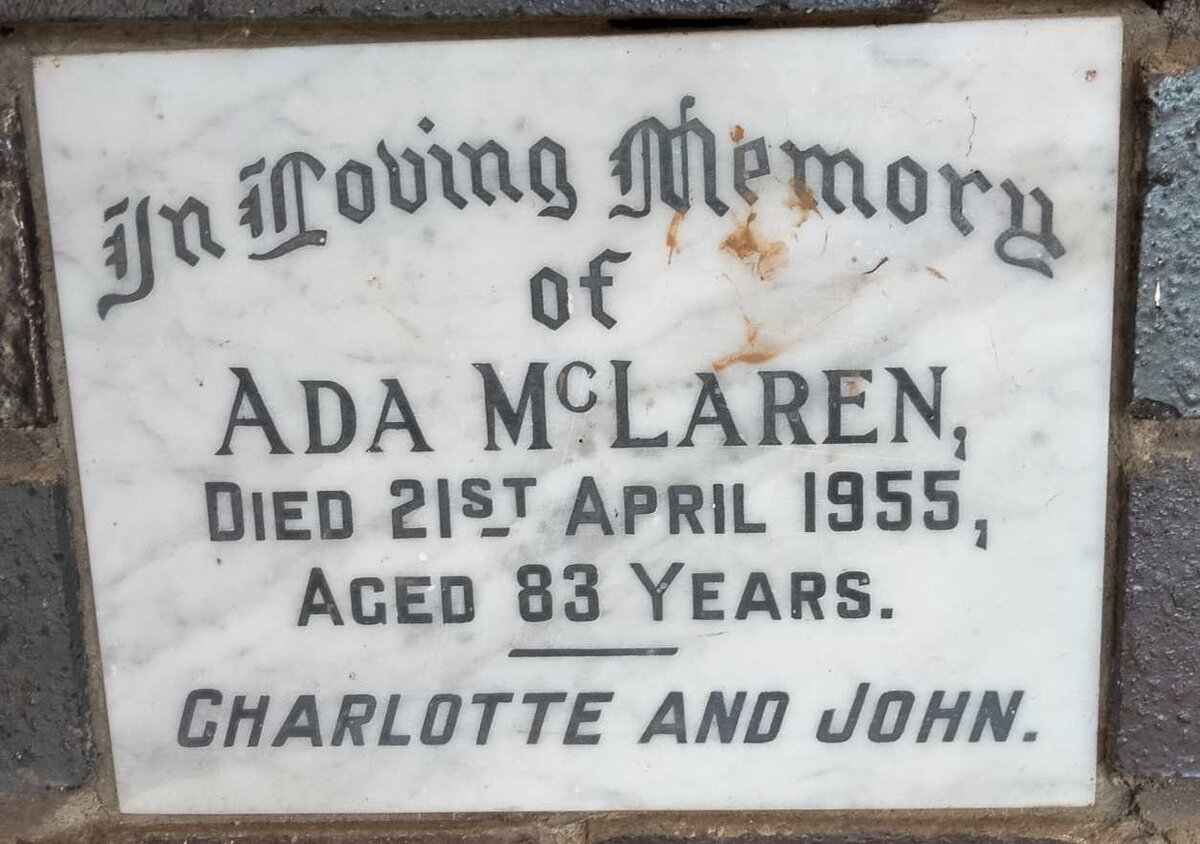 In Loving Memory
of
ADA McLAREN,
DIED 21ST APRIL 1955,
AGED 83 YEARS.
CHARLOTTE AND JOHN.